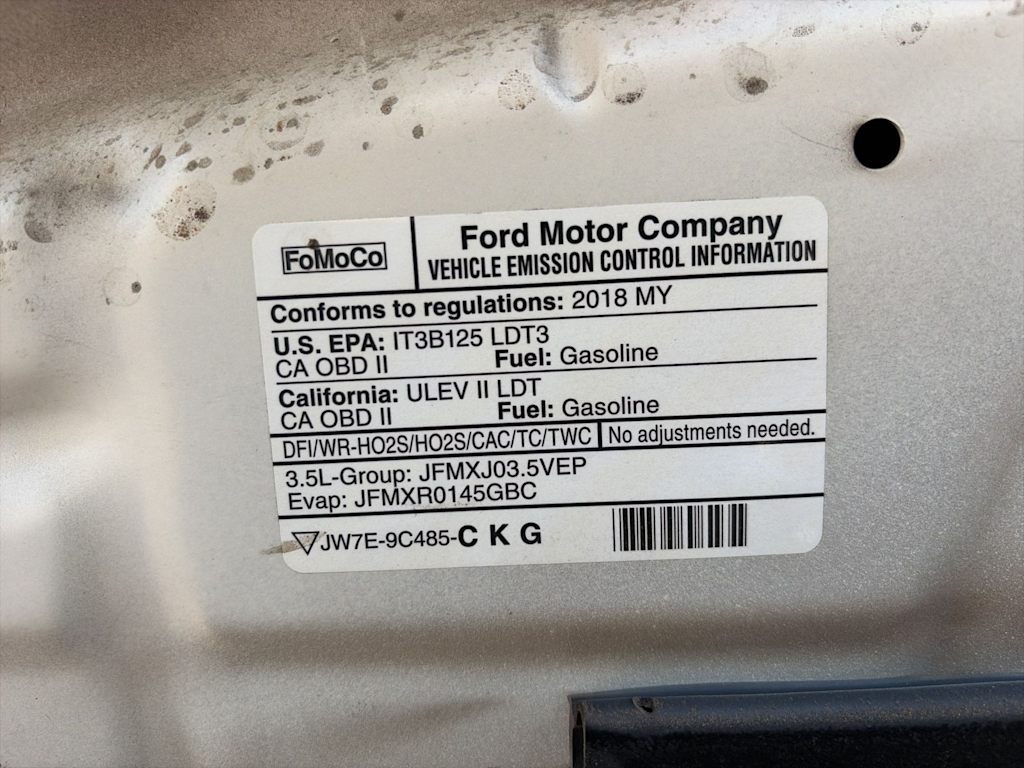 FoMoCo
Ford Motor Company
VEHICLE EMISSION CONTROL INFORMATION
Conforms to regulations: 2018 MY
U.S. EPA: IT3B125 LDT3
CA OBD II Fuel: Gasoline
California: ULEV II LDT
CA OBD II Fuel: Gasoline
DFI/WR-HO2S/HO2S/CAC/TC/TWC No adjustments needed.
3.5L-Group: JFMXJ03.5VEP
Evap: JFMXR0145GBC
JW7E-9C485-C K G